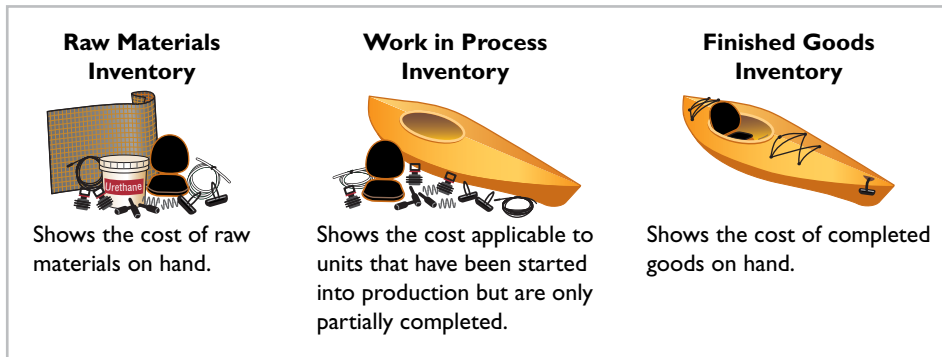 Raw Materials
Inventory
Urethane
Shows the cost of raw
materials on hand.
Work in Process
Inventory
Shows the cost applicable to
units that have been started
into production but are only
partially completed.
Finished Goods
Inventory
Shows the cost of completed
goods on hand.